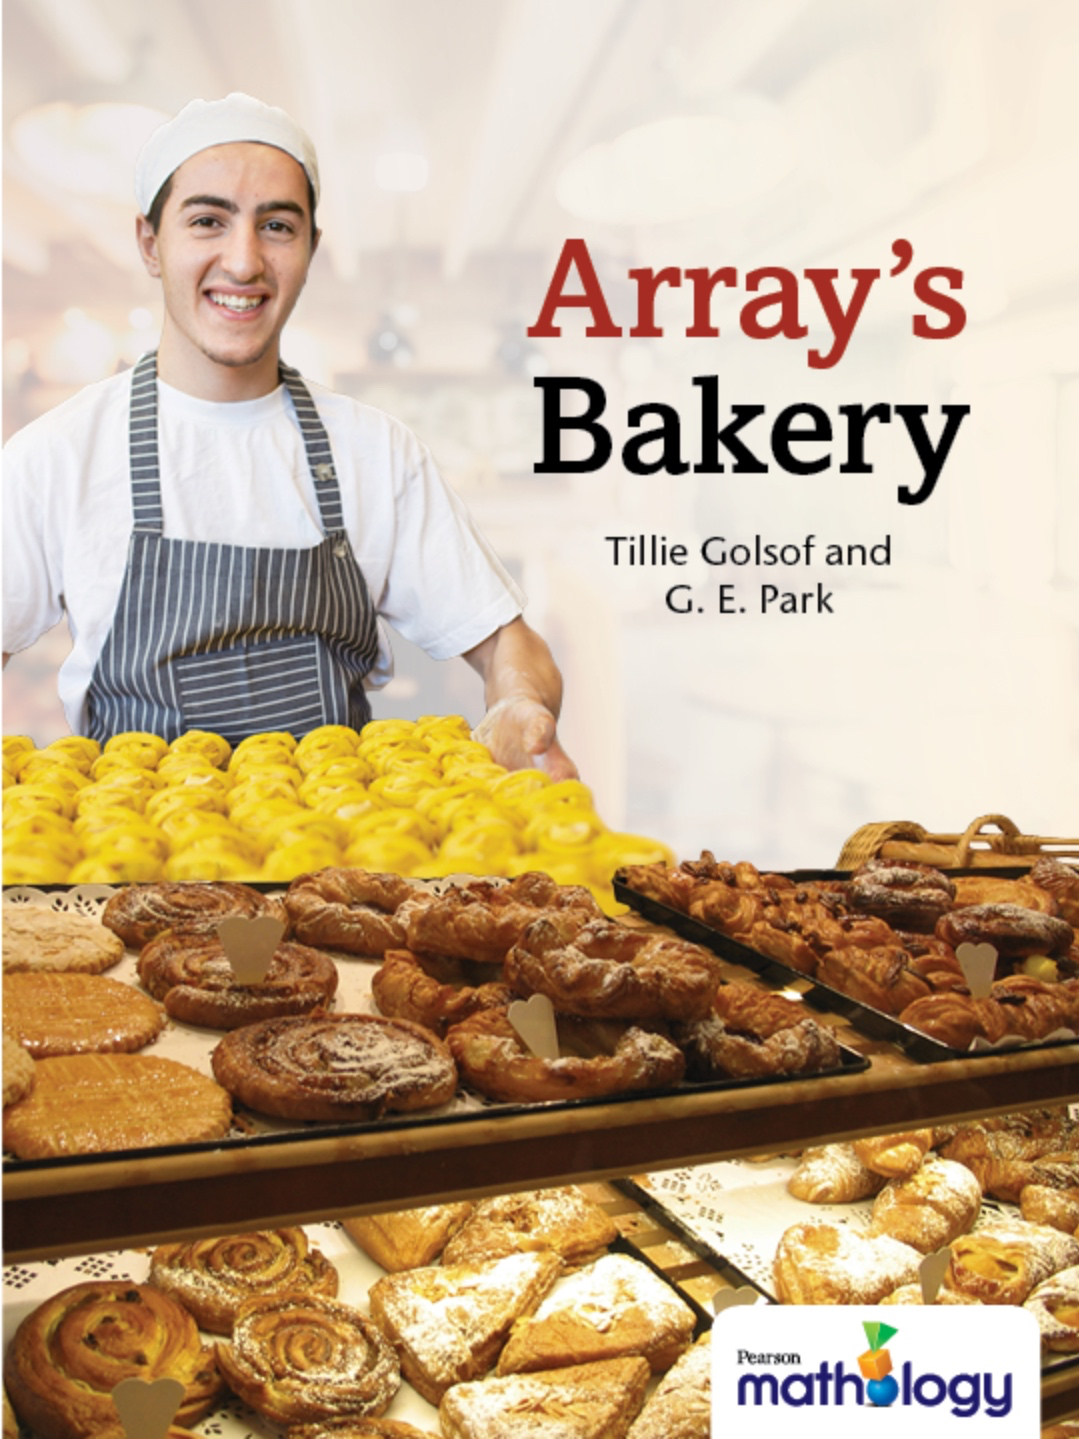 Array’s
Bakery
Tillie Golsof and
G. E. Park
Pearson
mathology